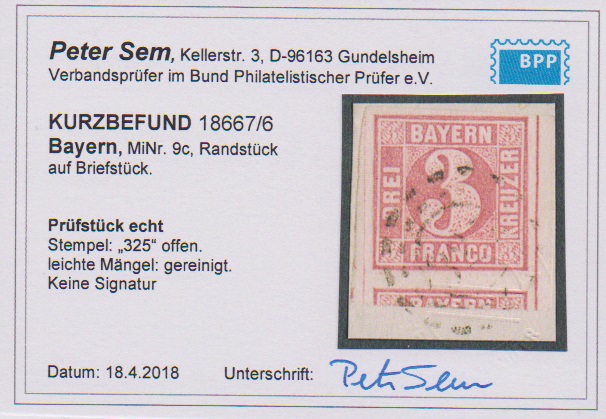 Peter Sem, Kellerstr. 3, D-96163 Gundelsheim
Verbandsprüfer im Bund Philatelistischer Prüfer e.V.
BPP
KURZBEFUND 18667/6
Bayern, MiNr. 9c, Randstück
auf Briefstück.
BAYERN
DREI
3
KREUZER
FRANCO
BAYERN
Prüfstück echt
Stempel: „325“ offen.
leichte Mängel: gereinigt.
Keine Signatur
Datum: 18.4.2018 Unterschrift: Peter Sem